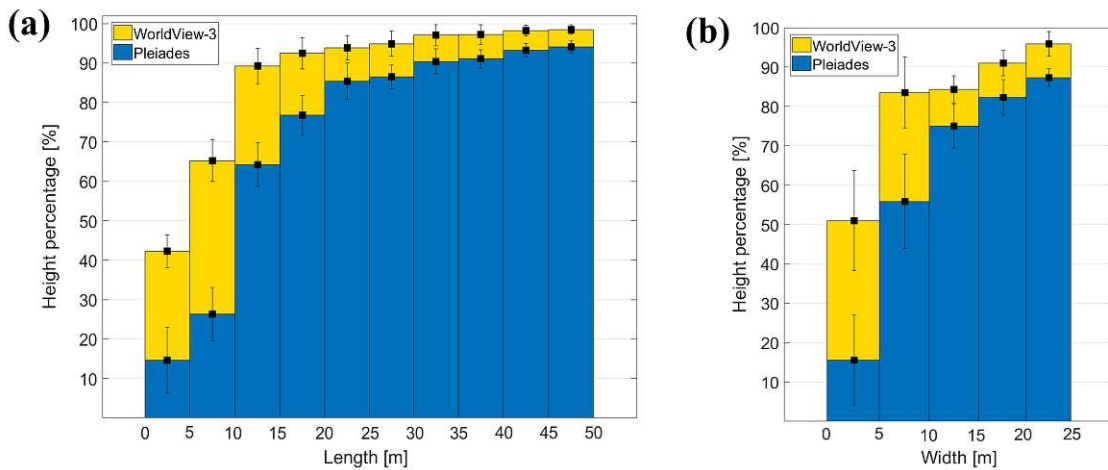 (a)
WorldView-3
Pleiades
Height percentage [%]
100
90
80
70
60
50
40
30
20
10
0 5 10 15 20 25 30 35 40 45 50
Length [m]
(b)
WorldView-3
Pleiades
Height percentage [%]
100
90
80
70
60
50
40
30
20
10
0 5 10 15 20 25
Width [m]